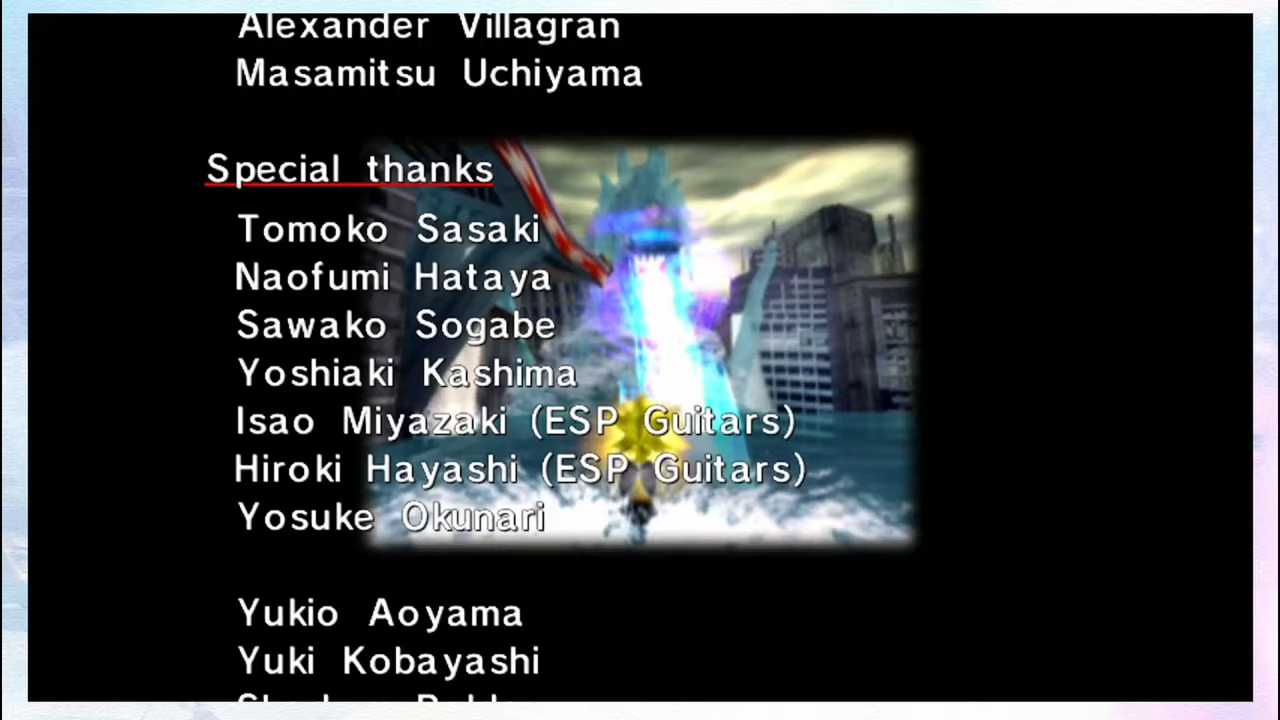 Alexander Villagran
Masamitsu Uchiyama
Special thanks
Tomoko Sasaki
Naofumi Hataya
Sawako Sogabe
Yoshiaki Kashima
Isao Miyazaki (ESP Guitars)
Hiroki Hayashi (ESP Guitars)
Yosuke Okunari
Yukio Aoyama
Yuki Kobayashi